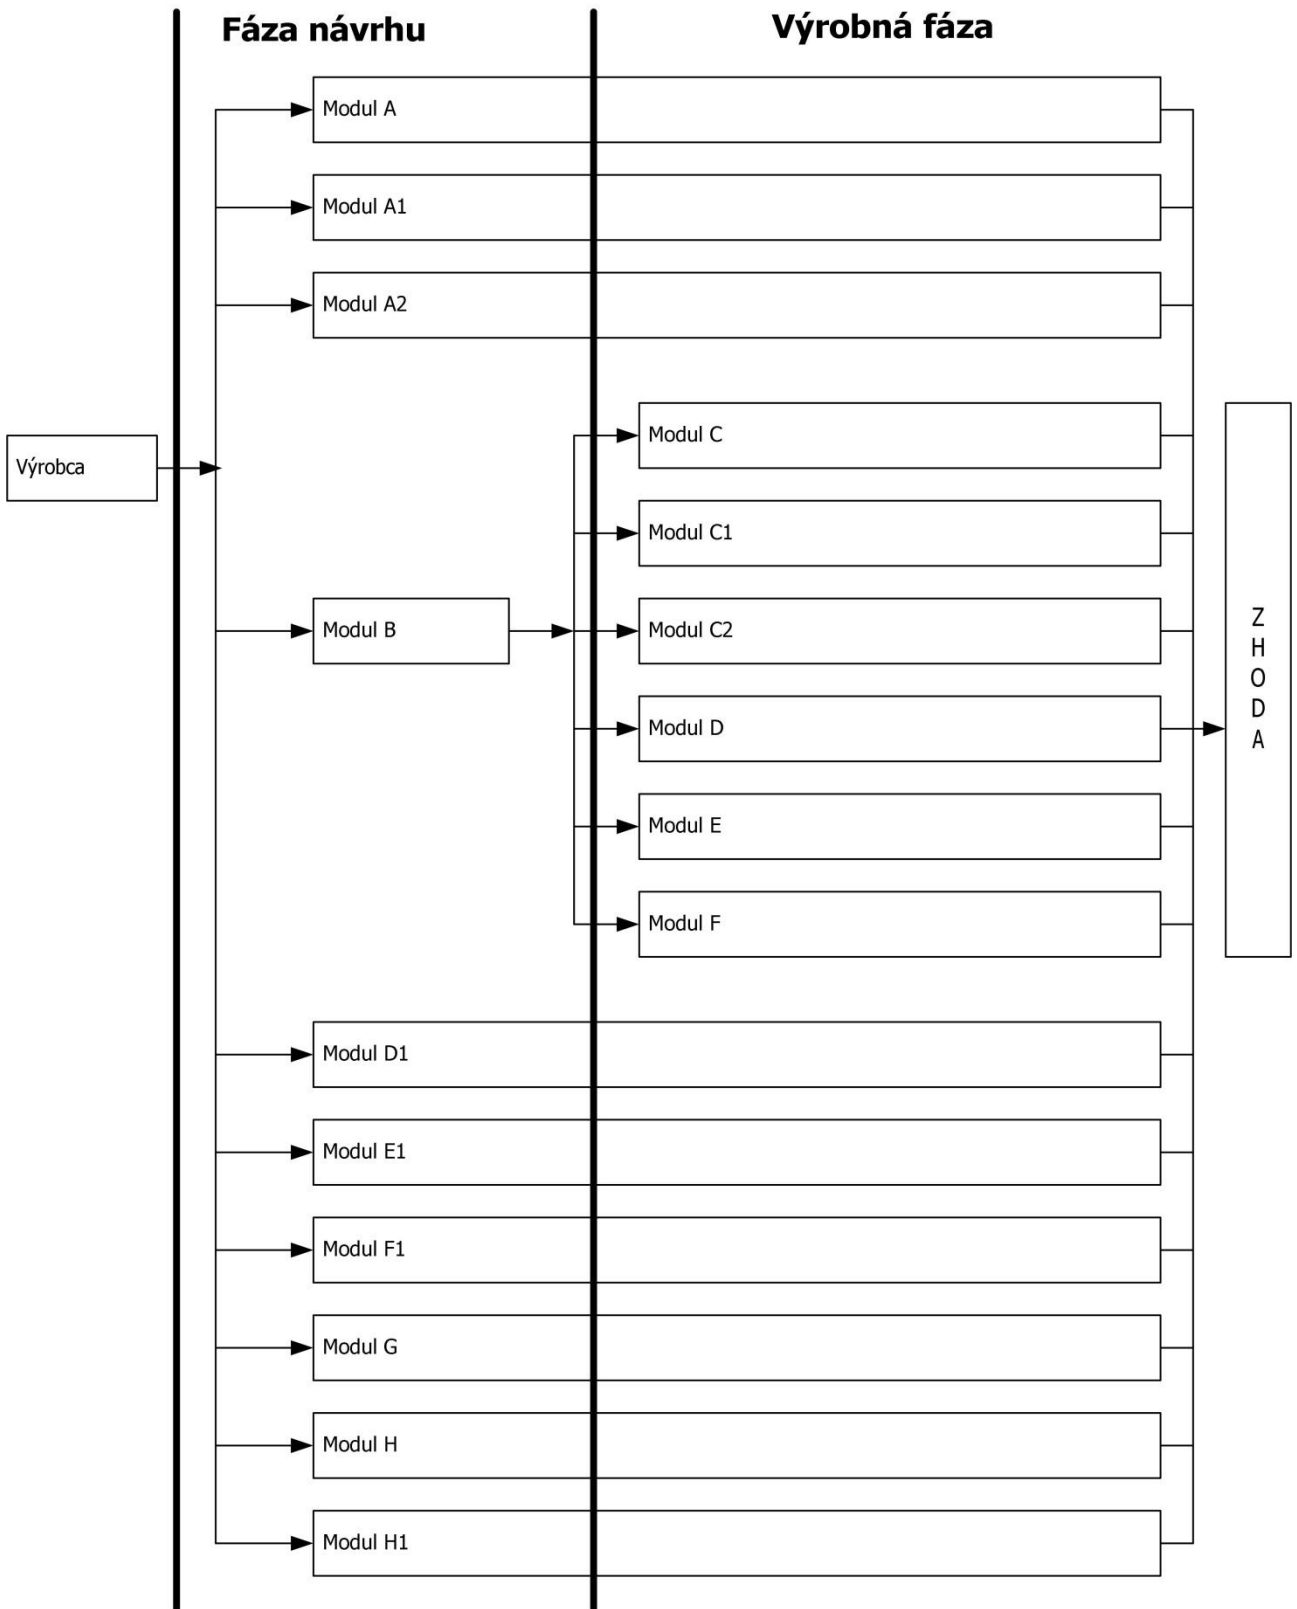 Fáza návrhu
Výrobná fáza
Modul A
Modul A1
Modul A2
Modul C
Výrobca
Modul C1
Modul B
Modul C2
Z
H
O
D
A
Modul D
Modul E
Modul F
Modul D1
Modul E1
Modul F1
Modul G
Modul H
Modul H1